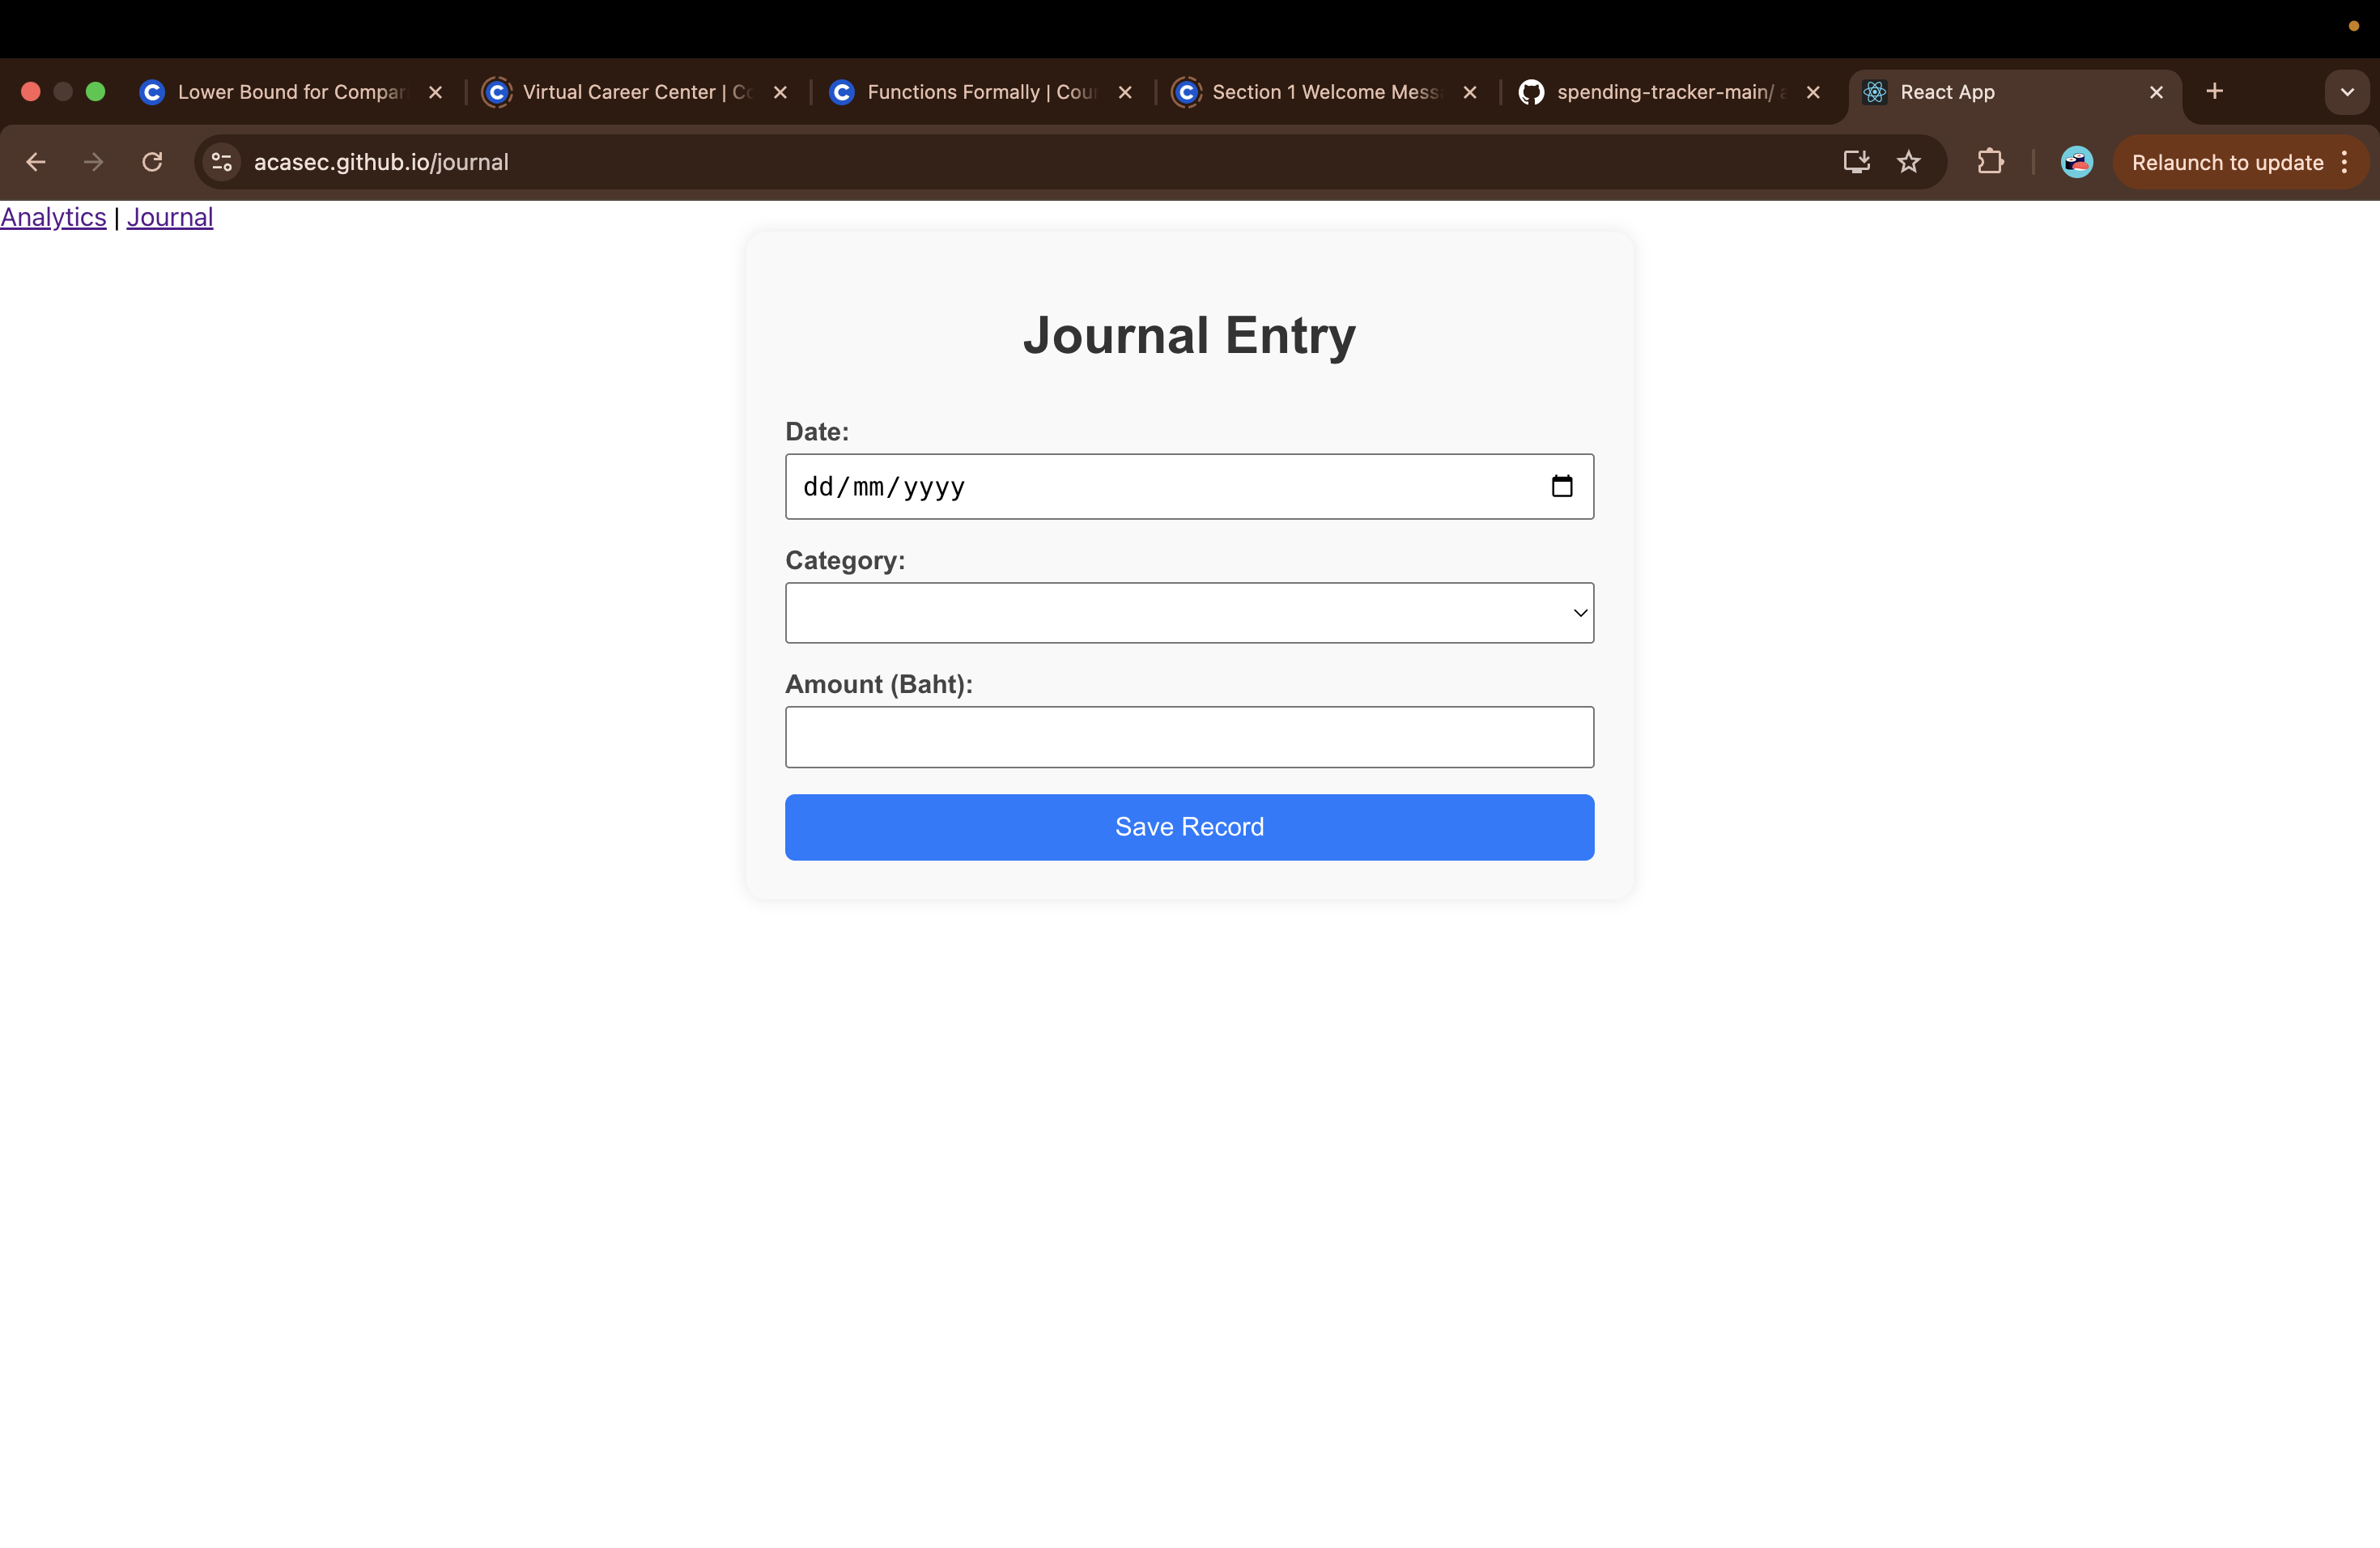 Lower Bound for Compar
Virtual Career Center | Co
Functions Formally | Cour
Section 1 Welcome Mess
spending-tracker-main/
React App
acasec.github.io/journal
Relaunch to update
Analytics | Journal
Journal Entry
Date:
dd/mm/yyyy
Category:
Amount (Baht):
Save Record